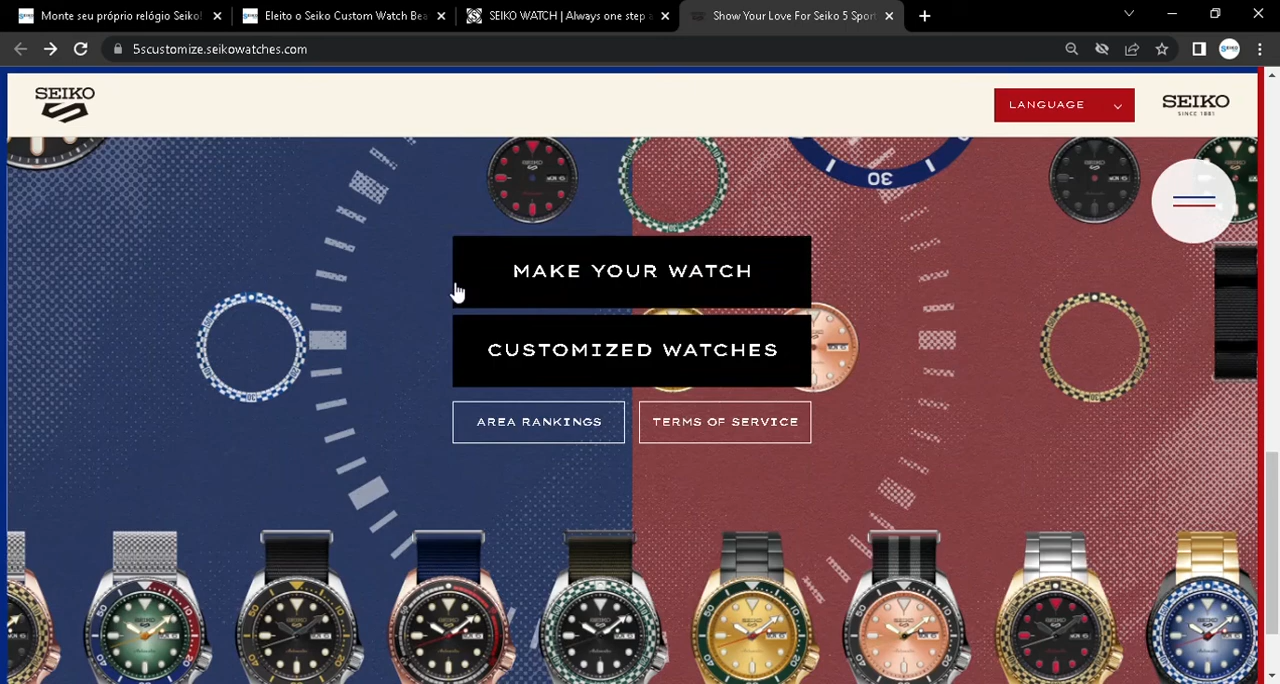 Monte seu próprio relógio Seiko!
Eleito o Seiko Custom Watch Bea
SEIKO WATCH | Always one step a
Show Your Love For Seiko 5 Sport
5scustomize.seikowatches.com
SEIKO
LANGUAGE
SEIKO
SINCE 1881
30
MAKE YOUR WATCH
CUSTOMIZED WATCHES
AREA RANKINGS
TERMS OF SERVICE